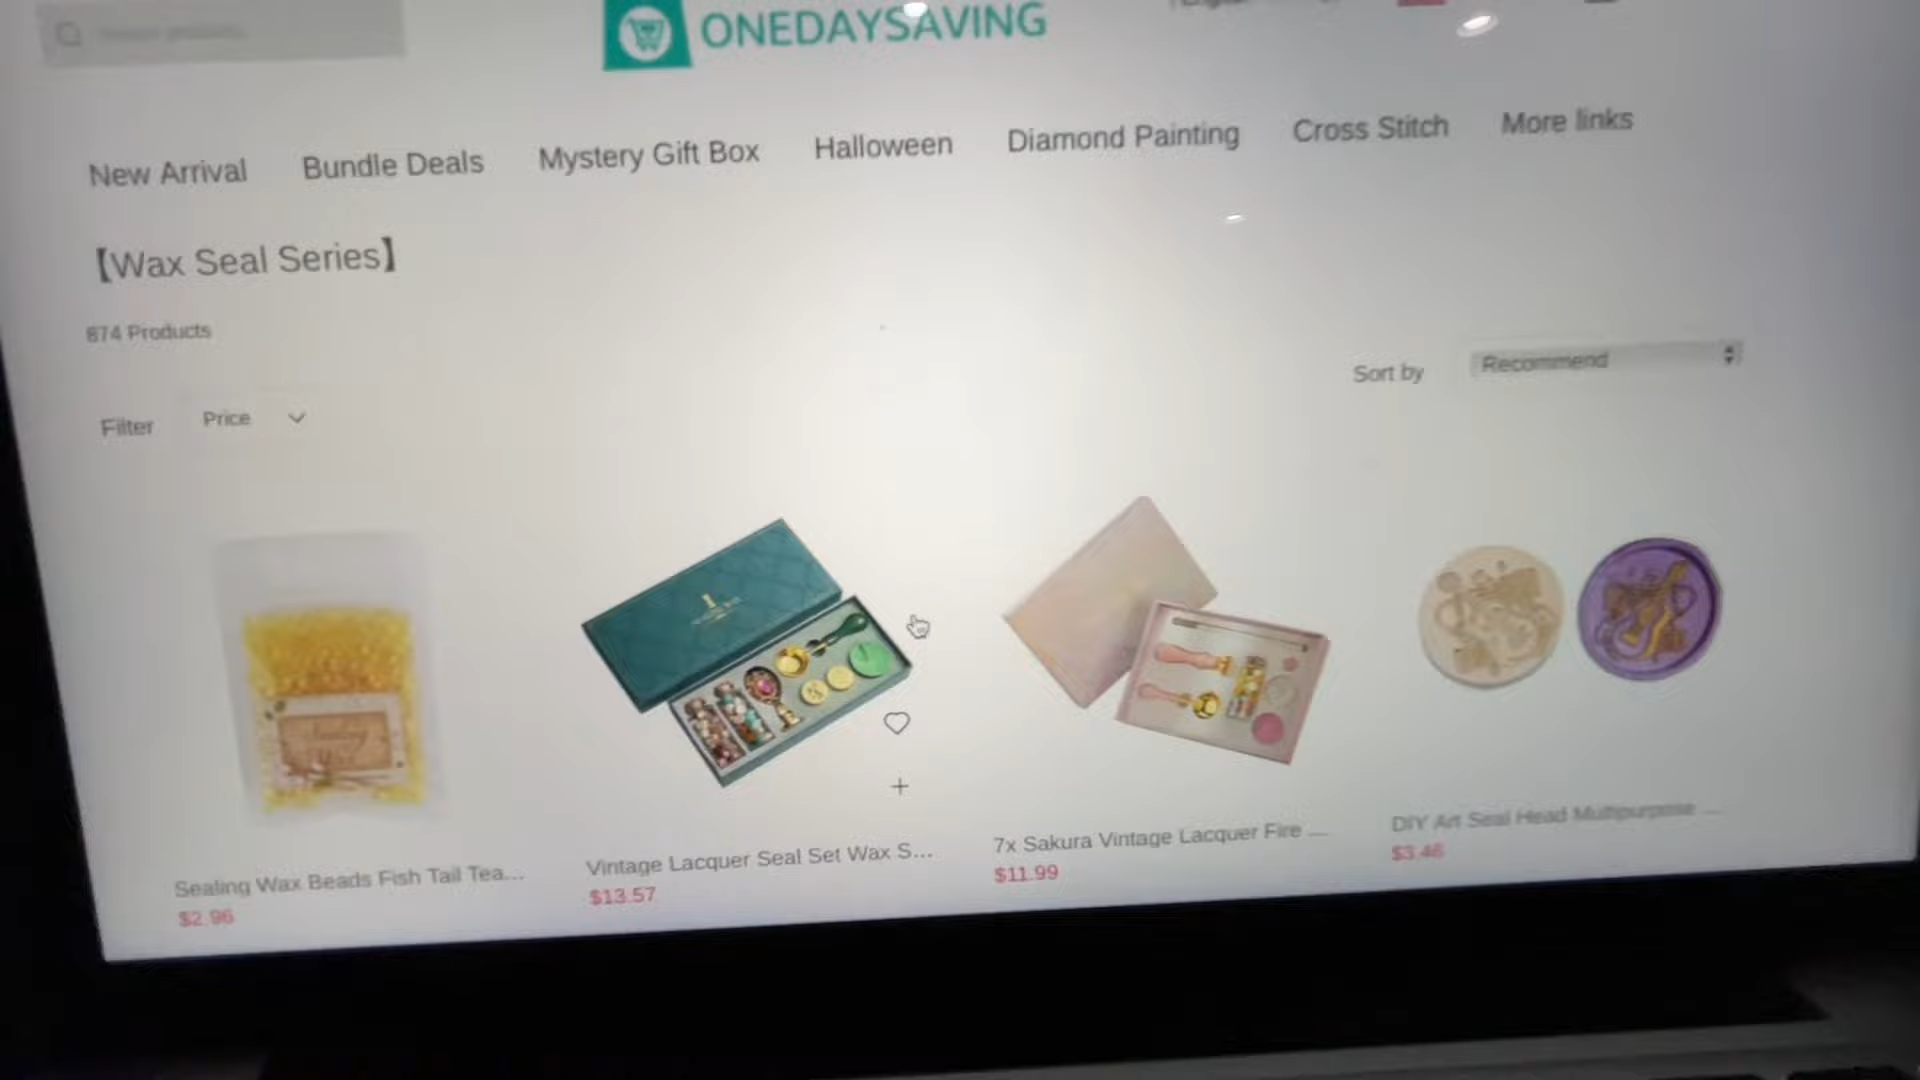 ONEDAYSAVING
New Arrival
Bundle Deals
Mystery Gift Box
Halloween
Diamond Painting
Cross Stitch
More links
【Wax Seal Series】
874 Products
Filter
Price
Sort by
Recommend
Sealing Wax Beads Fish Tail Tea...
$2.96
Vintage Lacquer Seal Set Wax S...
$13.57
7x Sakura Vintage Lacquer Fire ...
$11.99
DIY Art Seal Head Multipurpose ...
$3.46